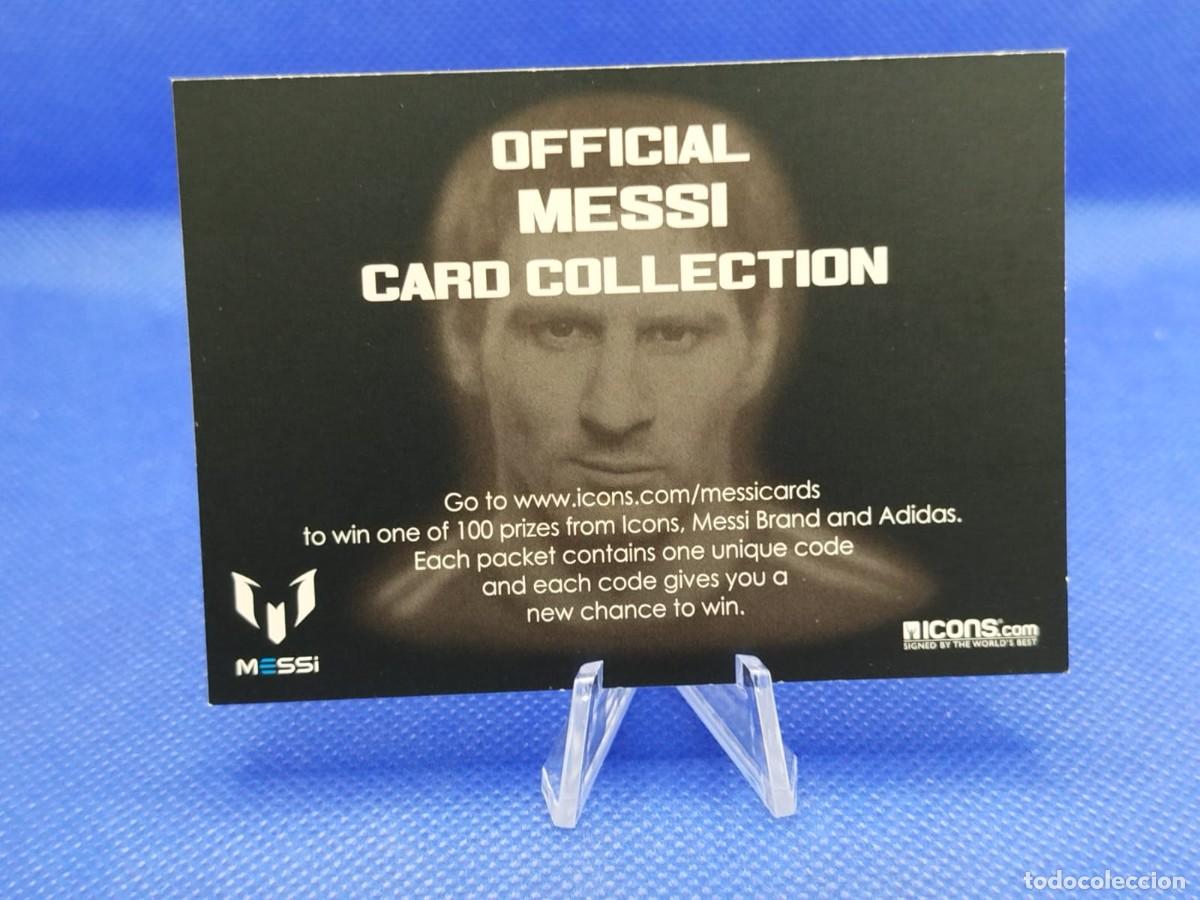 OFFICIAL
MESSI
CARD COLLECTION
Go to www.icons.com/messicards
to win one of 100 prizes from Icons, Messi Brand and Adidas.
Each packet contains one unique code
and each code gives you a
new chance to win.
MESSi
ICONS.com
SIGNED BY THE WORLD'S BEST
todocoleccion